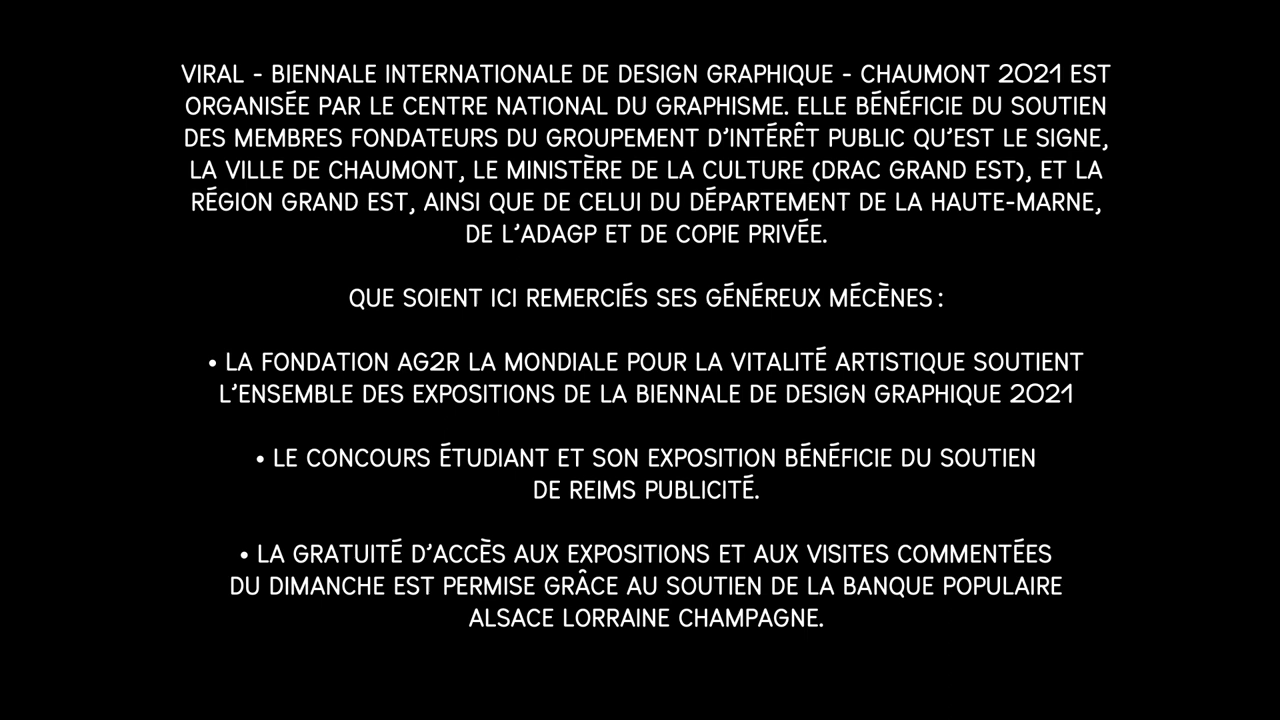 VIRAL - BIENNALE INTERNATIONALE DE DESIGN GRAPHIQUE - CHAUMONT 2021 EST
ORGANISÉE PAR LE CENTRE NATIONAL DU GRAPHISME. ELLE BÉNÉFICIE DU SOUTIEN
DES MEMBRES FONDATEURS DU GROUPEMENT D’INTÉRÊT PUBLIC QU’EST LE SIGNE,
LA VILLE DE CHAUMONT, LE MINISTÈRE DE LA CULTURE (DRAC GRAND EST), ET LA
RÉGION GRAND EST, AINSI QUE DE CELUI DU DÉPARTEMENT DE LA HAUTE-MARNE,
DE L’ADAGP ET DE COPIE PRIVÉE.
QUE SOIENT ICI REMERCIÉS SES GÉNÉREUX MÉCÈNES :
• LA FONDATION AG2R LA MONDIALE POUR LA VITALITÉ ARTISTIQUE SOUTIENT
L’ENSEMBLE DES EXPOSITIONS DE LA BIENNALE DE DESIGN GRAPHIQUE 2021
• LE CONCOURS ÉTUDIANT ET SON EXPOSITION BÉNÉFICIE DU SOUTIEN
DE REIMS PUBLICITÉ.
• LA GRATUITÉ D’ACCÈS AUX EXPOSITIONS ET AUX VISITES COMMENTÉES
DU DIMANCHE EST PERMISE GRÂCE AU SOUTIEN DE LA BANQUE POPULAIRE
ALSACE LORRAINE CHAMPAGNE.